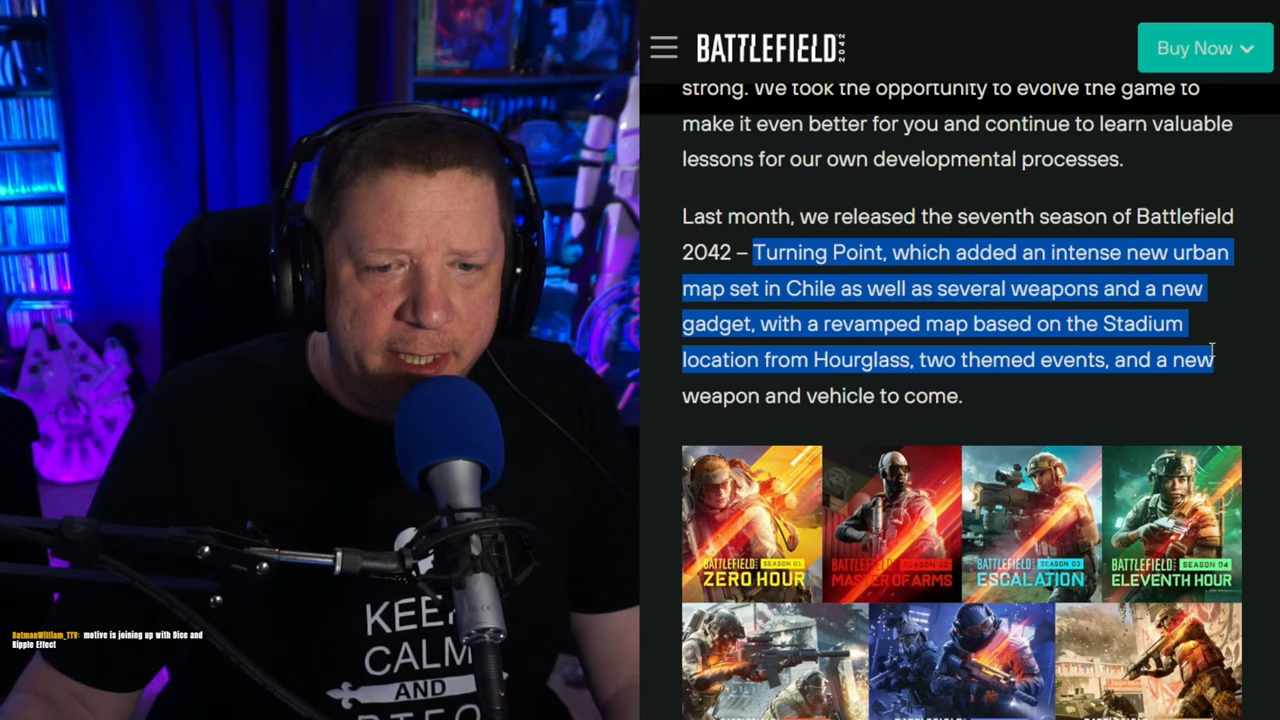 BATTLEFIELD 2042
Buy Now
strong. We took the opportunity to evolve the game to
make it even better for you and continue to learn valuable
lessons for our own developmental processes.
Last month, we released the seventh season of Battlefield
2042 – Turning Point, which added an intense new urban
map set in Chile as well as several weapons and a new
gadget, with a revamped map based on the Stadium
location from Hourglass, two themed events, and a new
weapon and vehicle to come.
BATTLEFIELD SEASON 01
ZERO HOUR
BATTLEFIELD SEASON 02
MASTER OF ARMS
BATTLEFIELD SEASON 03
ESCALATION
BATTLEFIELD SEASON 04
ELEVENTH HOUR
KEEP
CALM
AND
BatmanWilliam_TTV: motive is joining up with Dice and
Ripple Effect